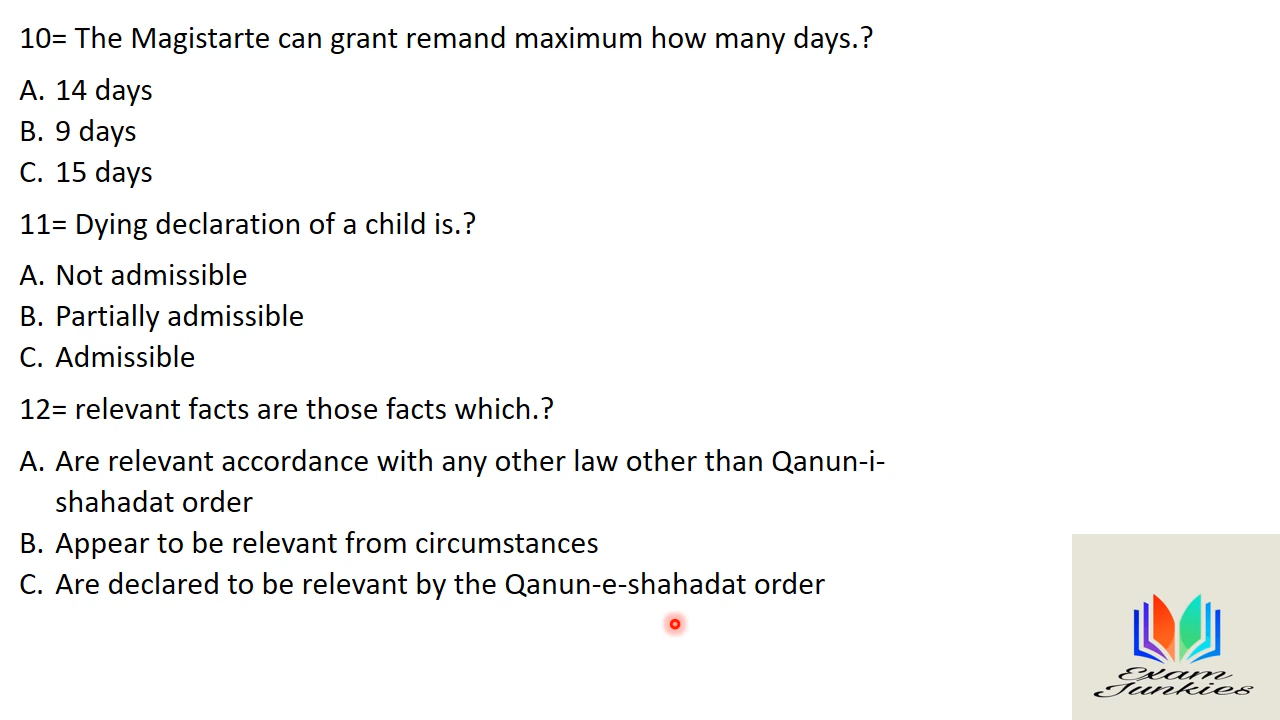 10= The Magistarte can grant remand maximum how many days.?
A. 14 days
B. 9 days
C. 15 days
11= Dying declaration of a child is.?
A. Not admissible
B. Partially admissible
C. Admissible
12= relevant facts are those facts which.?
A. Are relevant accordance with any other law other than Qanun-i-
shahadat order
B. Appear to be relevant from circumstances
C. Are declared to be relevant by the Qanun-e-shahadat order
Exam
Junkies